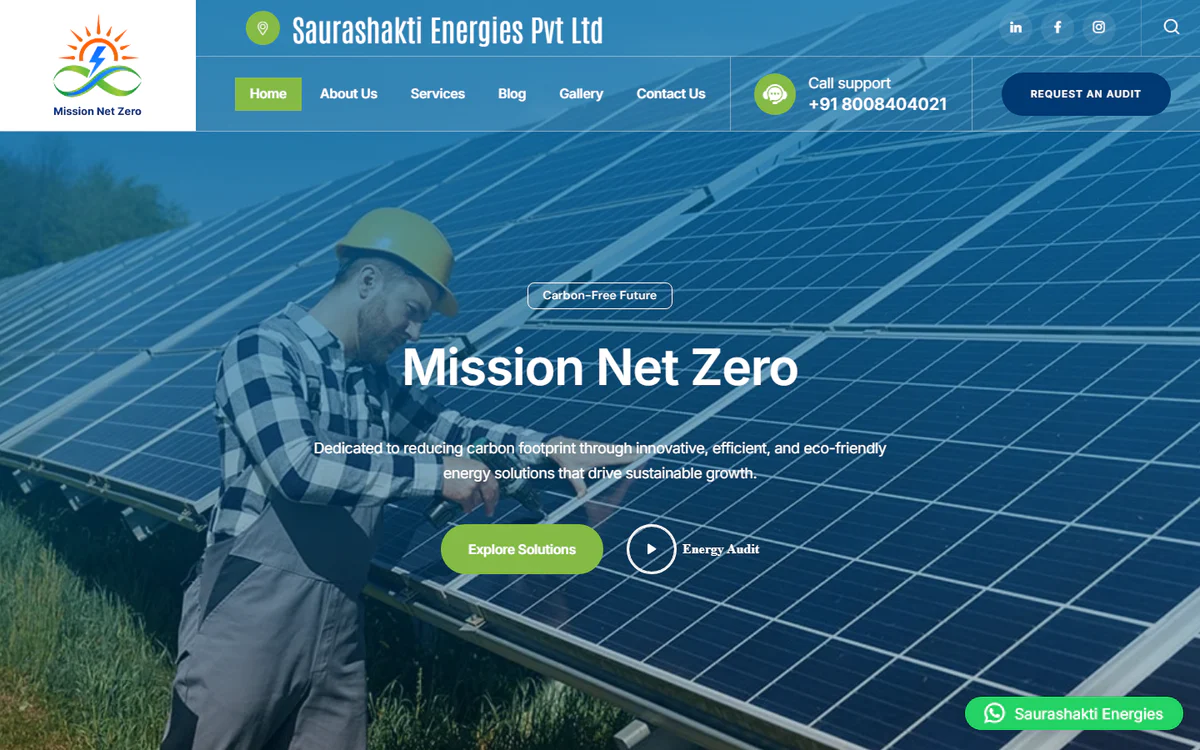 Saurashakti Energies Pvt Ltd
Mission Net Zero
Home
About Us
Services
Blog
Gallery
Contact Us
Call support
+91 8008404021
REQUEST AN AUDIT
Carbon-Free Future
Mission Net Zero
Dedicated to reducing carbon footprint through innovative, efficient, and eco-friendly
energy solutions that drive sustainable growth.
Explore Solutions
Energy Audit
Saurashakti Energies